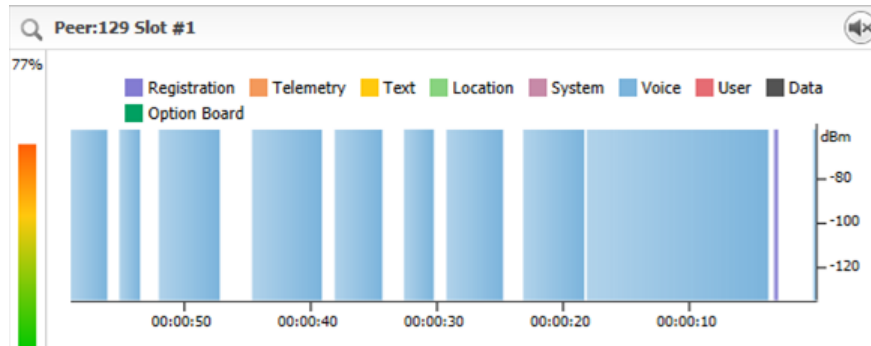 Peer:129 Slot #1
77%
Registration Telemetry Text Location System Voice User Data
Option Board
dBm
-80
-100
-120
00:00:50 00:00:40 00:00:30 00:00:20 00:00:10